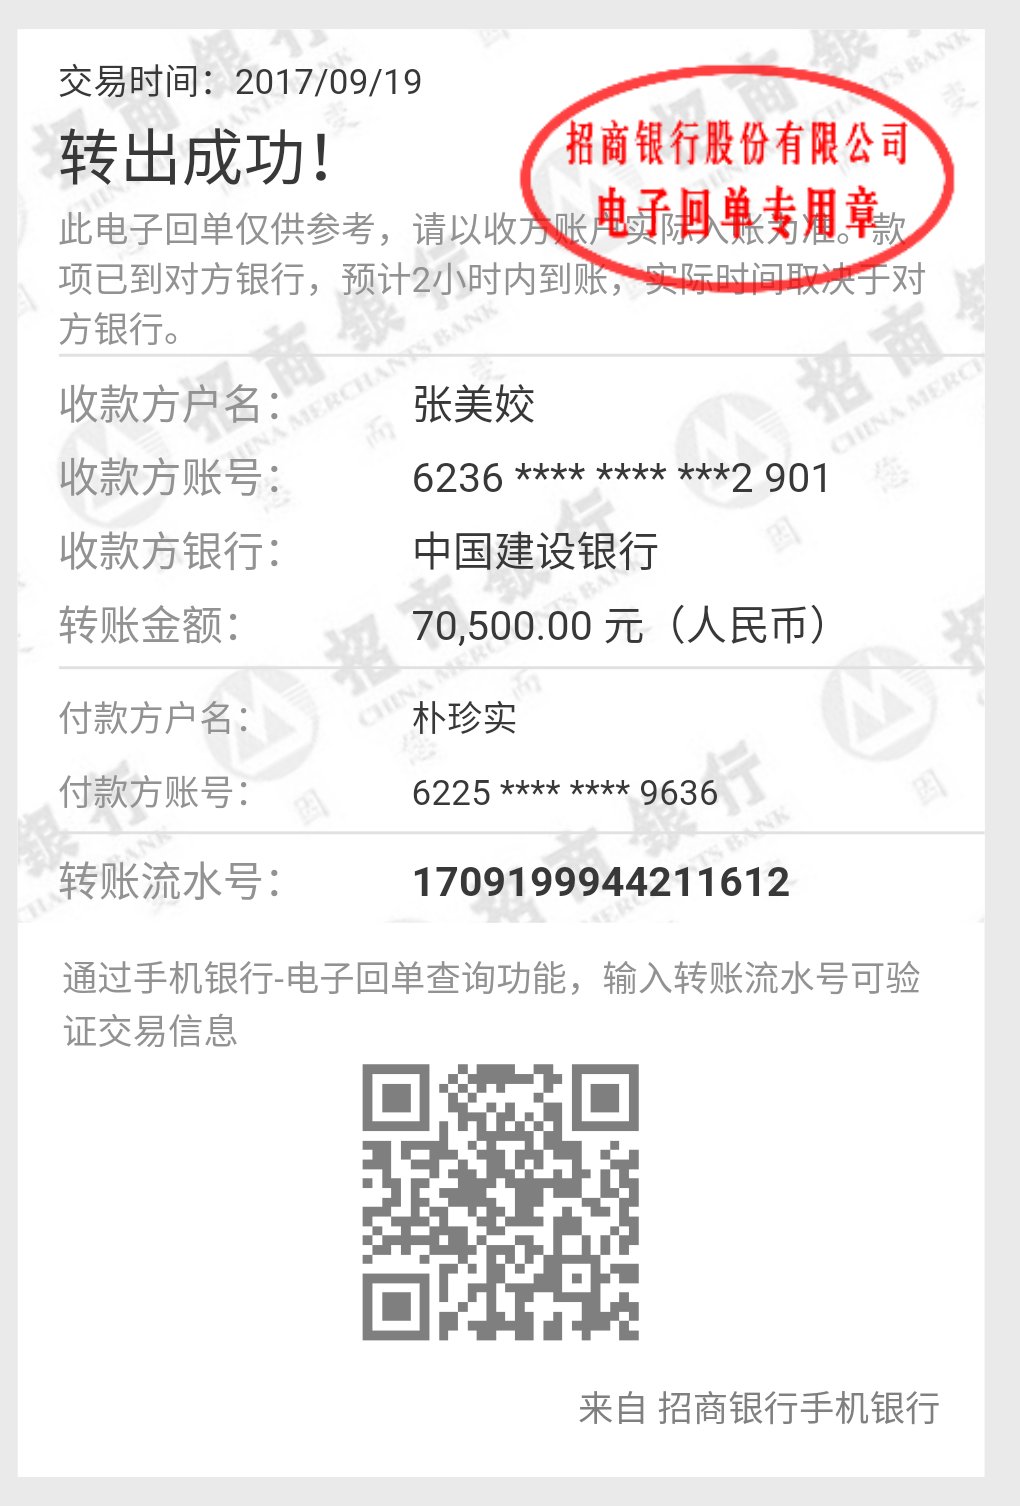 交易时间：2017/09/19
转出成功！
招商银行股份有限公司
电子回单专用章
此电子回单仅供参考，请以收方账户实际入账为准。款
项已到对方银行，预计2小时内到账，实际时间取决于对
方银行。
收款方户名：张美姣
收款方账号：6236 **** **** ***2 901
收款方银行：中国建设银行
转账金额：70,500.00 元（人民币）
付款方户名：朴珍实
付款方账号：6225 **** **** 9636
转账流水号：1709199944211612
通过手机银行-电子回单查询功能，输入转账流水号可验
证交易信息
来自 招商银行手机银行
招商银行
CHINA MERCHANTS BANK